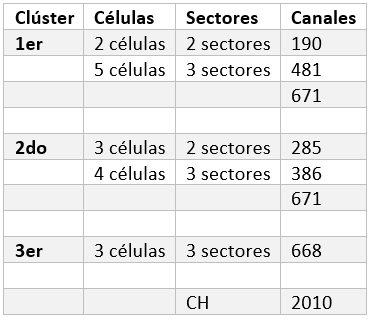 Clúster Células Sectores Canales
1er 2 células 2 sectores 190
5 células 3 sectores 481
671
2do 3 células 2 sectores 285
4 células 3 sectores 386
671
3er 3 células 3 sectores 668
CH 2010